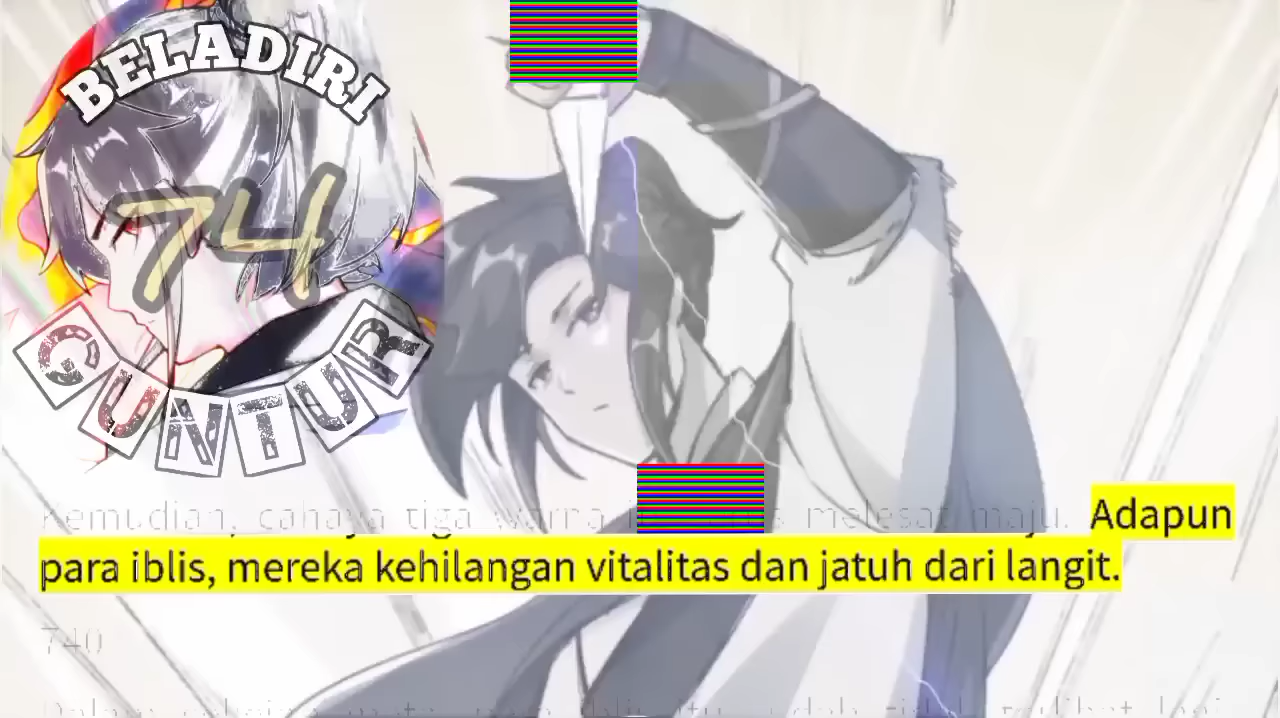 BELADIRI
74
GUNTUR
Kemudian, cahaya tiga warna melesat maju. Adapun
para iblis, mereka kehilangan vitalitas dan jatuh dari langit.
740